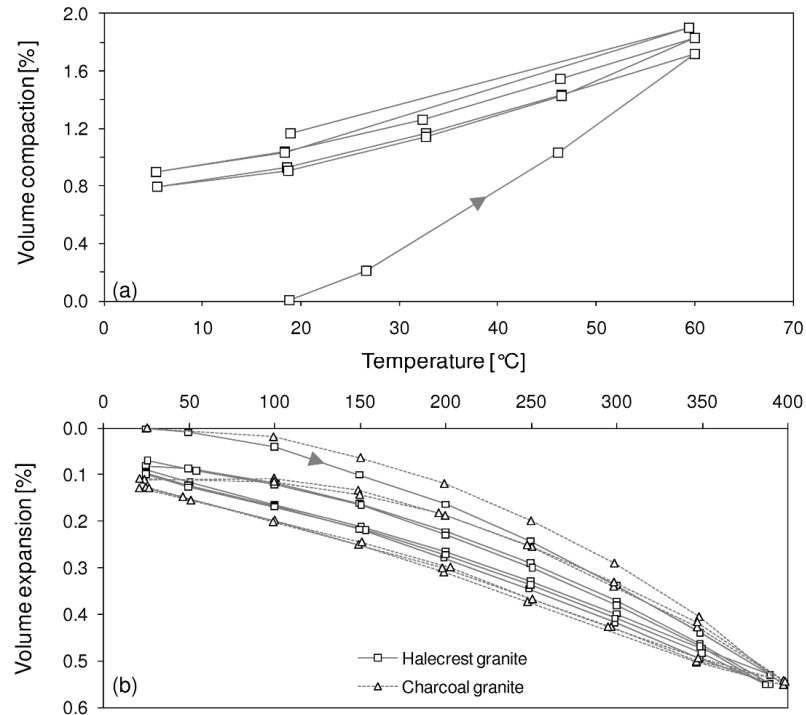 2.0
1.6
1.2
0.8
0.4
0.0
Volume compaction [%]
(a)
0 10 20 30 40 50 60 70
Temperature [°C]
0 50 100 150 200 250 300 350 400
0.0
0.1
0.2
0.3
0.4
0.5
0.6
Volume expansion [%]
Halecrest granite
Charcoal granite
(b)